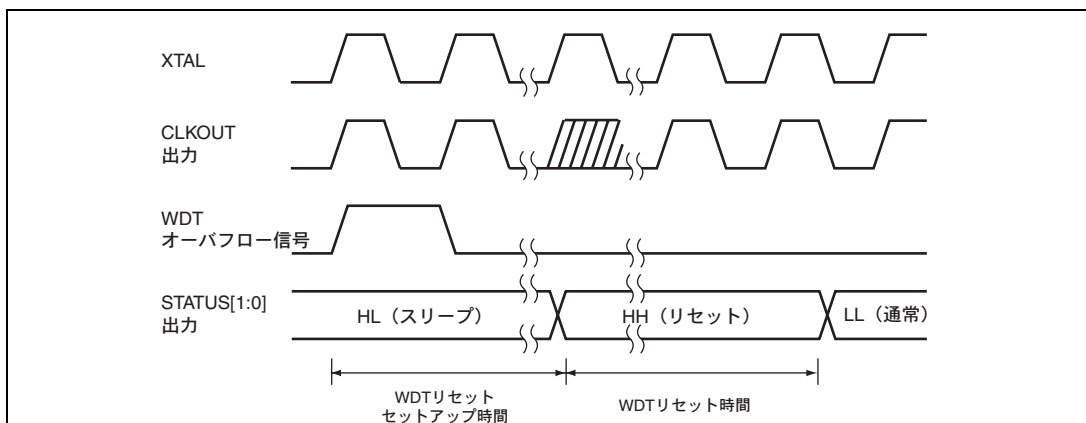 XTAL
CLKOUT
出力
WDT
オーバフロー信号
STATUS[1:0]
出力
HL（スリープ）
HH（リセット）
LL（通常）
WDTリセット
セットアップ時間
WDTリセット時間